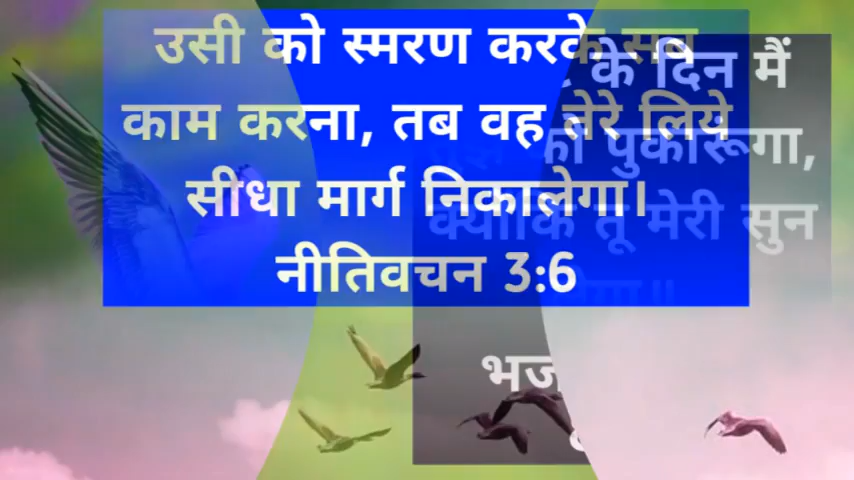 उसी को स्मरण करके सब
काम करना, तब वह तेरे लिये
सीधा मार्ग निकालेगा।
नीतिवचन 3:6
के दिन मैं
को पुकारूंगा,
क्योंकि तू मेरी सुन